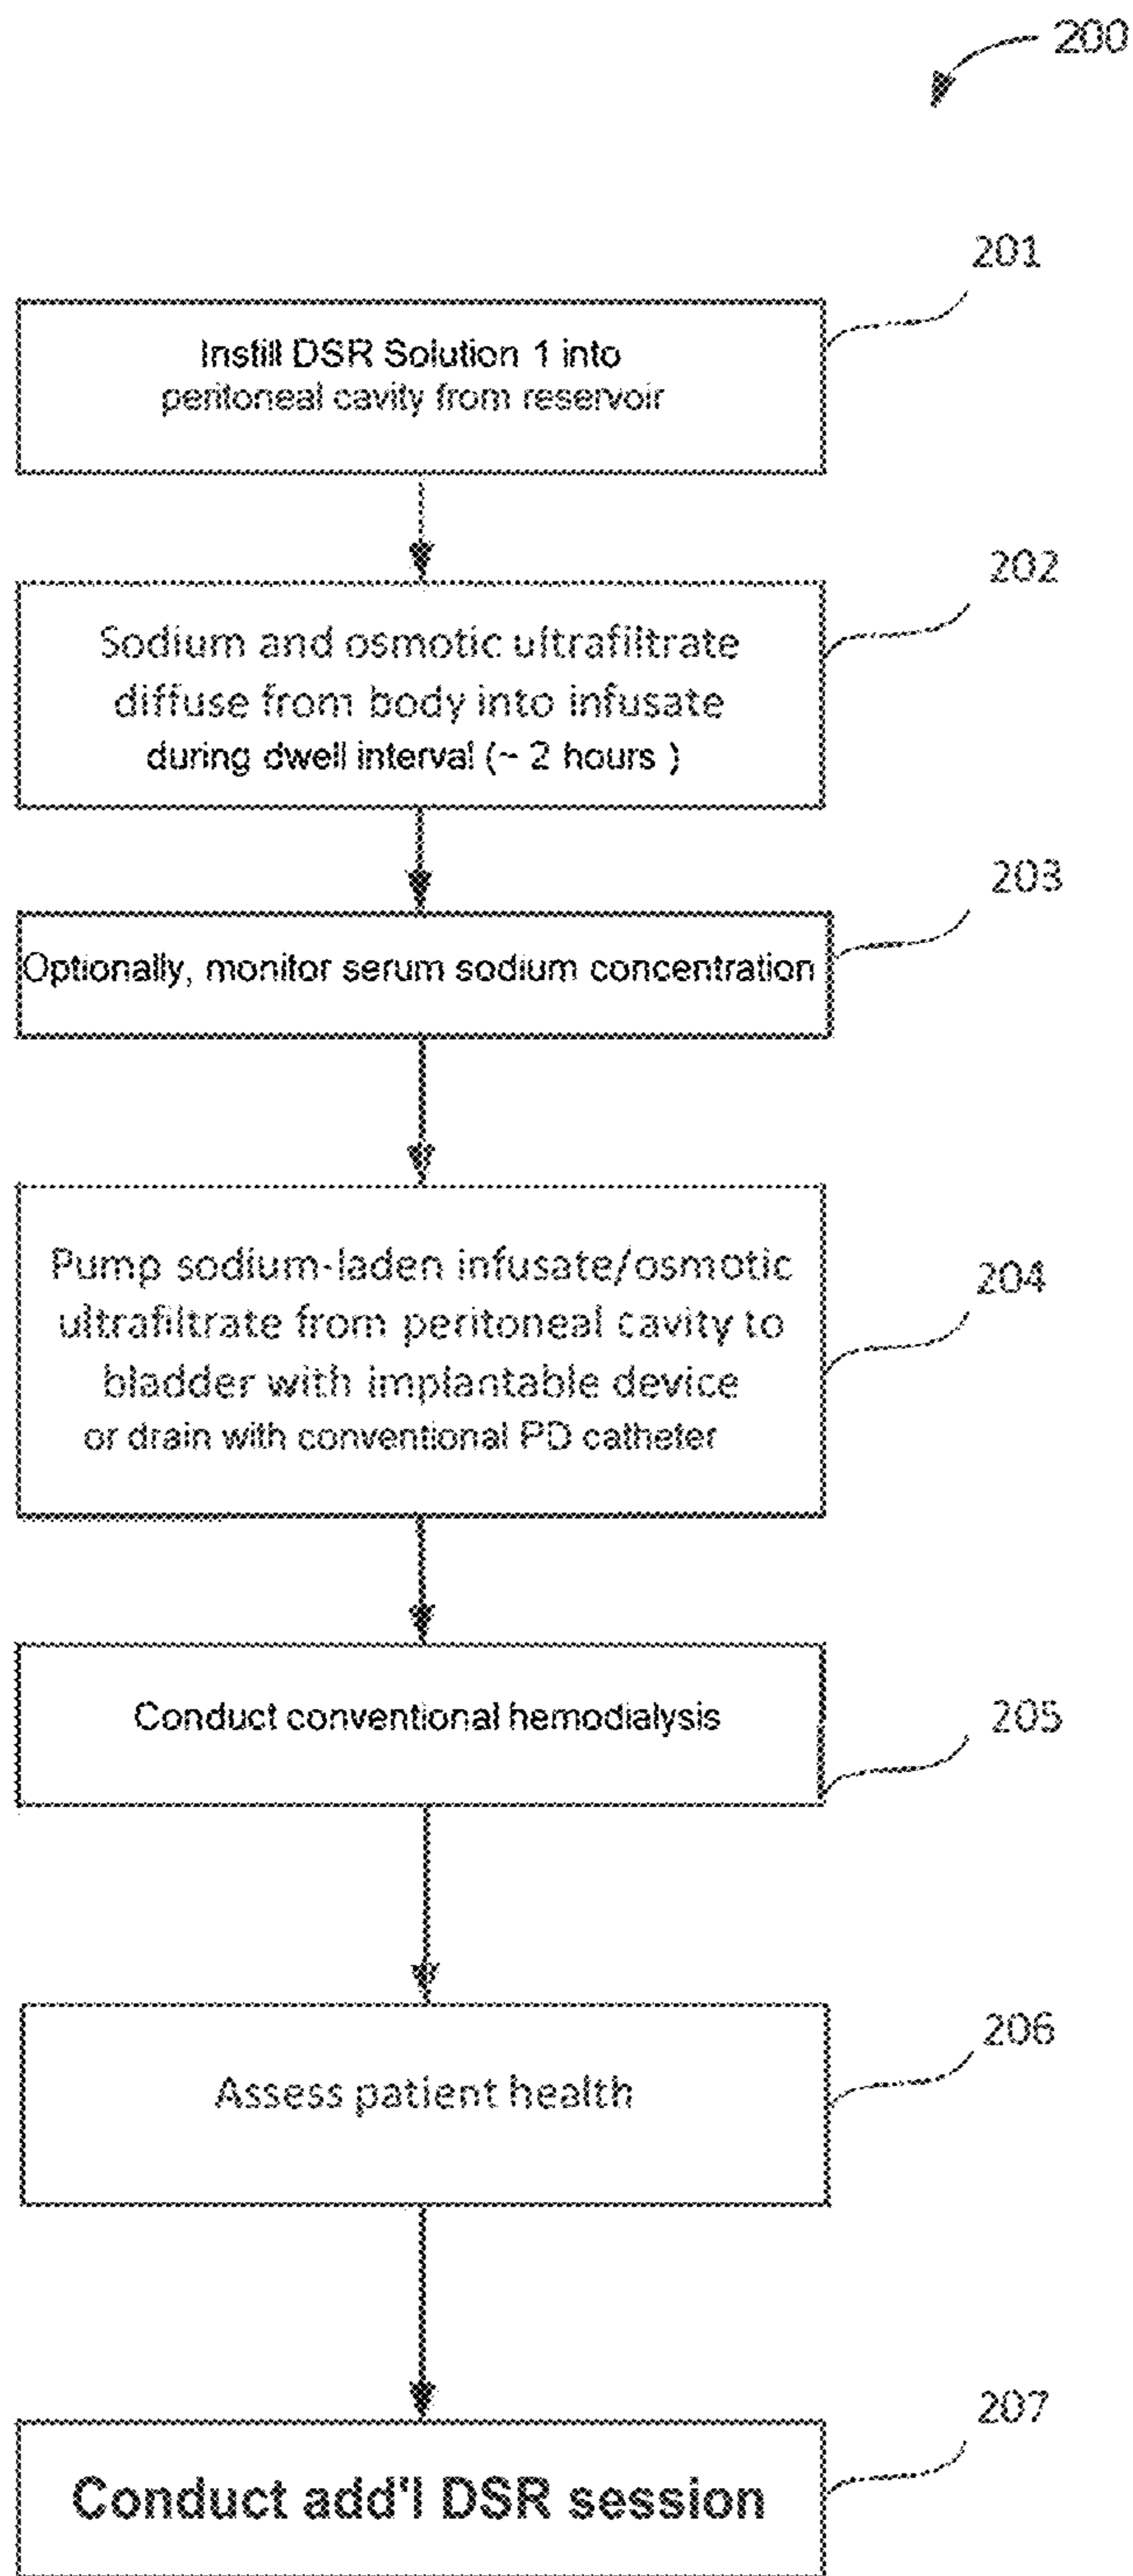 200
201
Instill DSR Solution 1 into
peritoneal cavity from reservoir
202
Sodium and osmotic ultrafiltrate
diffuse from body into infusate
during dwell interval (~ 2 hours )
203
Optionally, monitor serum sodium concentration
Pump sodium-laden infusate/osmotic
204
ultrafiltrate from peritoneal cavity to
bladder with implantable device
or drain with conventional PD catheter
Conduct conventional hemodialysis
205
206
Assess patient health
207
Conduct add'l DSR session